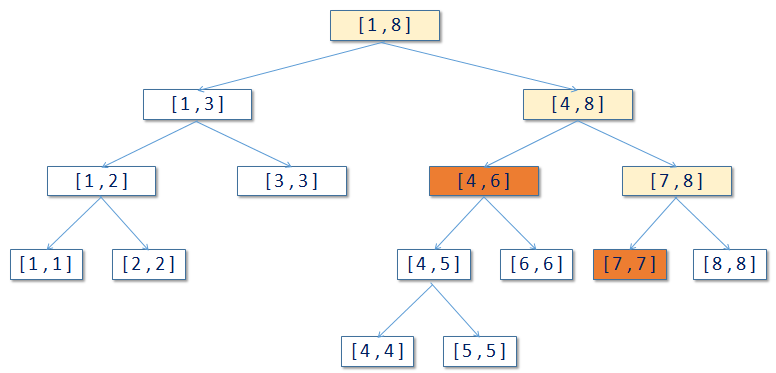 [1,8]
[1,3] [4,8]
[1,2] [3,3] [4,6] [7,8]
[1,1] [2,2] [4,5] [6,6] [7,7] [8,8]
[4,4] [5,5]